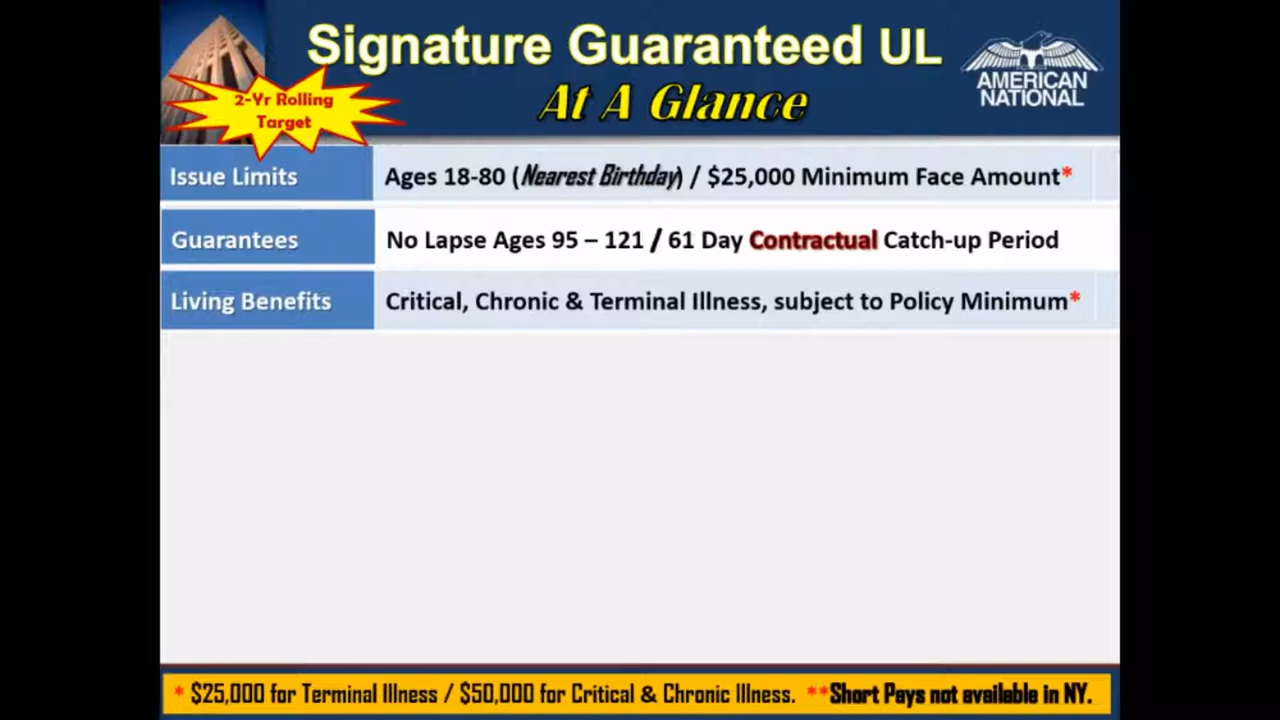 Signature Guaranteed UL
At A Glance
2-Yr Rolling
Target
AMERICAN
NATIONAL
Issue Limits
Ages 18-80 (Nearest Birthday) / $25,000 Minimum Face Amount*
Guarantees
No Lapse Ages 95 – 121 / 61 Day Contractual Catch-up Period
Living Benefits
Critical, Chronic & Terminal Illness, subject to Policy Minimum*
* $25,000 for Terminal Illness / $50,000 for Critical & Chronic Illness. **Short Pays not available in NY.